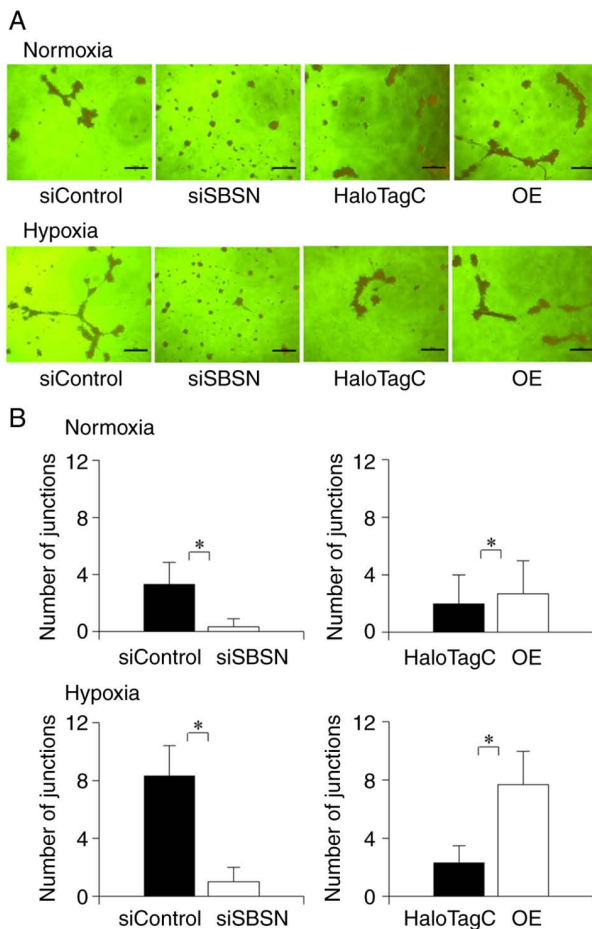 A
Normoxia
siControl siSBSN HaloTagC OE
Hypoxia
siControl siSBSN HaloTagC OE
B
Normoxia
Number of junctions
12
8
4
0
*
siControl siSBSN
Number of junctions
12
8
4
0
*
HaloTagC OE
Hypoxia
Number of junctions
12
8
4
0
*
siControl siSBSN
Number of junctions
12
8
4
0
*
HaloTagC OE